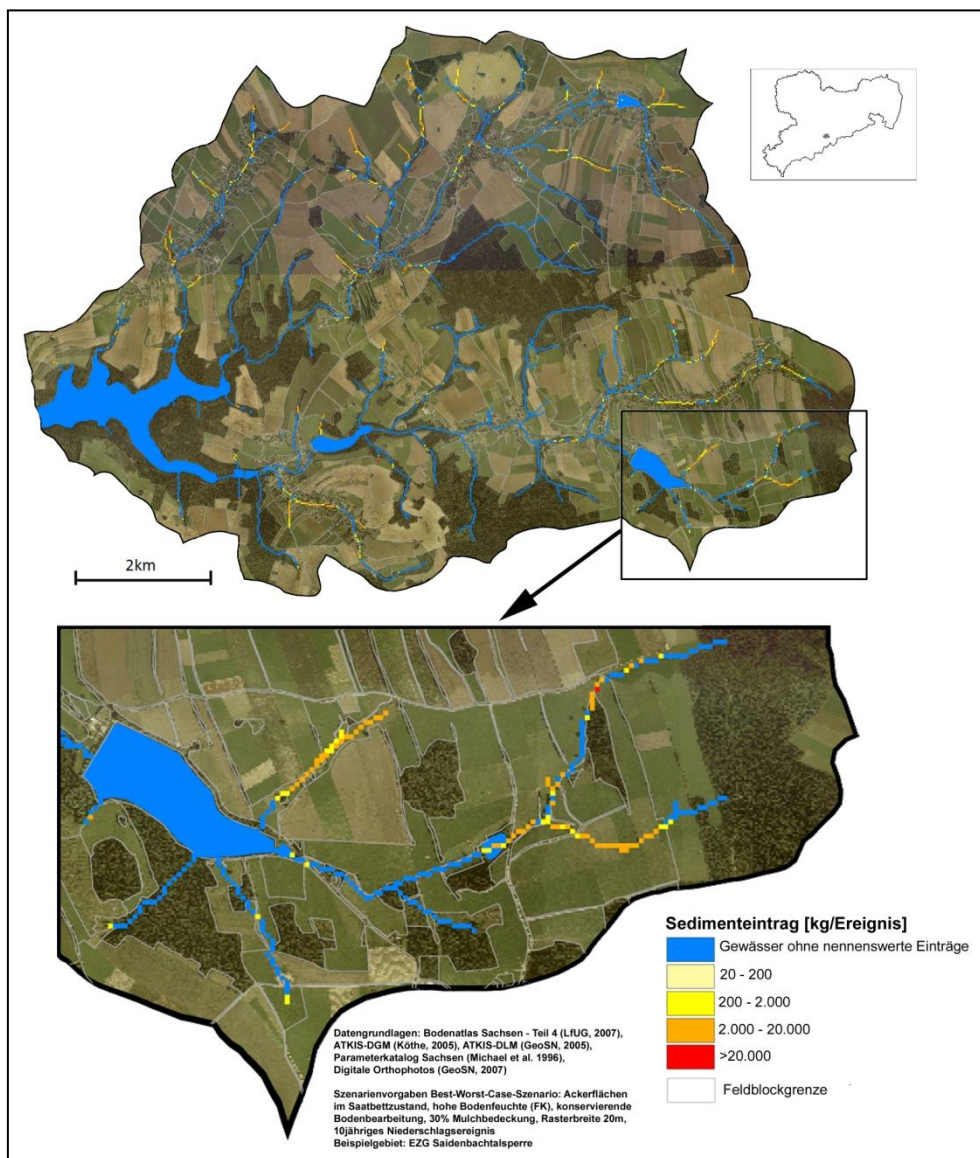 2km
Sedimenteintrag [kg/Ereignis]
Gewässer ohne nennenswerte Einträge
20 - 200
200 - 2.000
2.000 - 20.000
>20.000
Feldblockgrenze
Datengrundlagen: Bodenatlas Sachsen - Teil 4 (LfUG, 2007),
ATKIS-DGM (Köthe, 2005), ATKIS-DLM (GeoSN, 2005),
Parameterkatalog Sachsen (Michael et al. 1996),
Digitale Orthophotos (GeoSN, 2007)
Szenarienvorgaben Best-Worst-Case-Szenario: Ackerflächen
im Saatbettzustand, hohe Bodenfeuchte (FK), konservierende
Bodenbearbeitung, 30% Mulchbedeckung, Rasterbreite 20m,
10jähriges Niederschlagsereignis
Beispielgebiet: EZG Saidenbachtalsperre